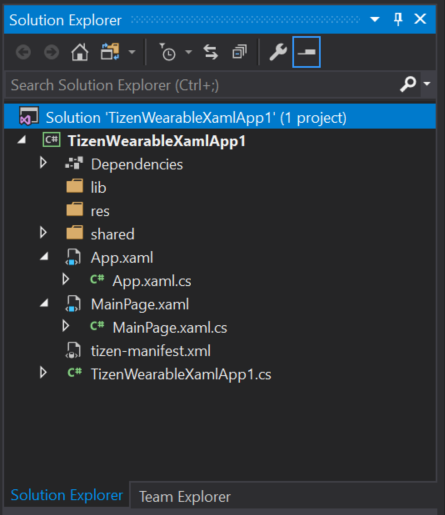 Solution Explorer
Search Solution Explorer (Ctrl+;)
Solution 'TizenWearableXamlApp1' (1 project)
C# TizenWearableXamlApp1
Dependencies
lib
res
shared
App.xaml
C# App.xaml.cs
MainPage.xaml
C# MainPage.xaml.cs
tizen-manifest.xml
C# TizenWearableXamlApp1.cs
Solution Explorer Team Explorer